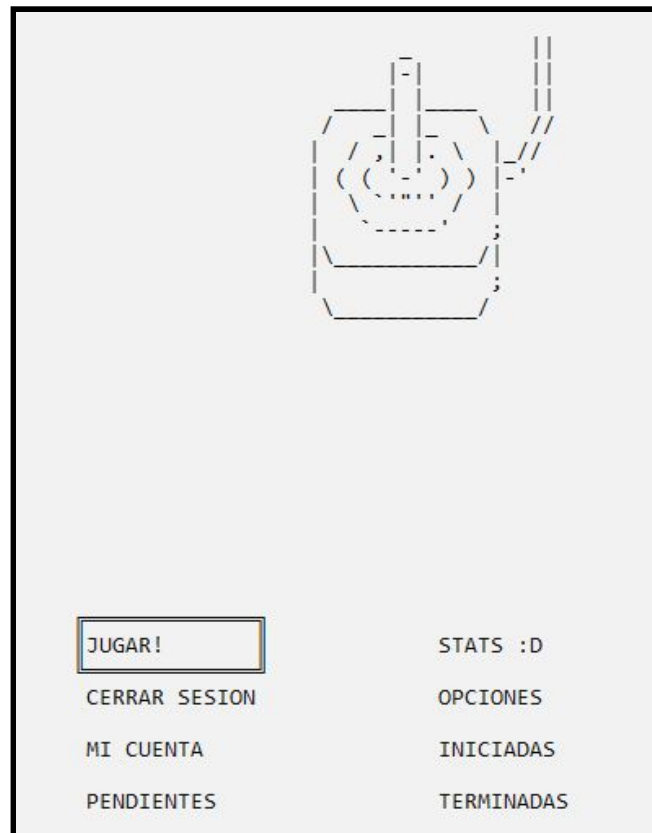 JUGAR! STATS :D
CERRAR SESION OPCIONES
MI CUENTA INICIADAS
PENDIENTES TERMINADAS